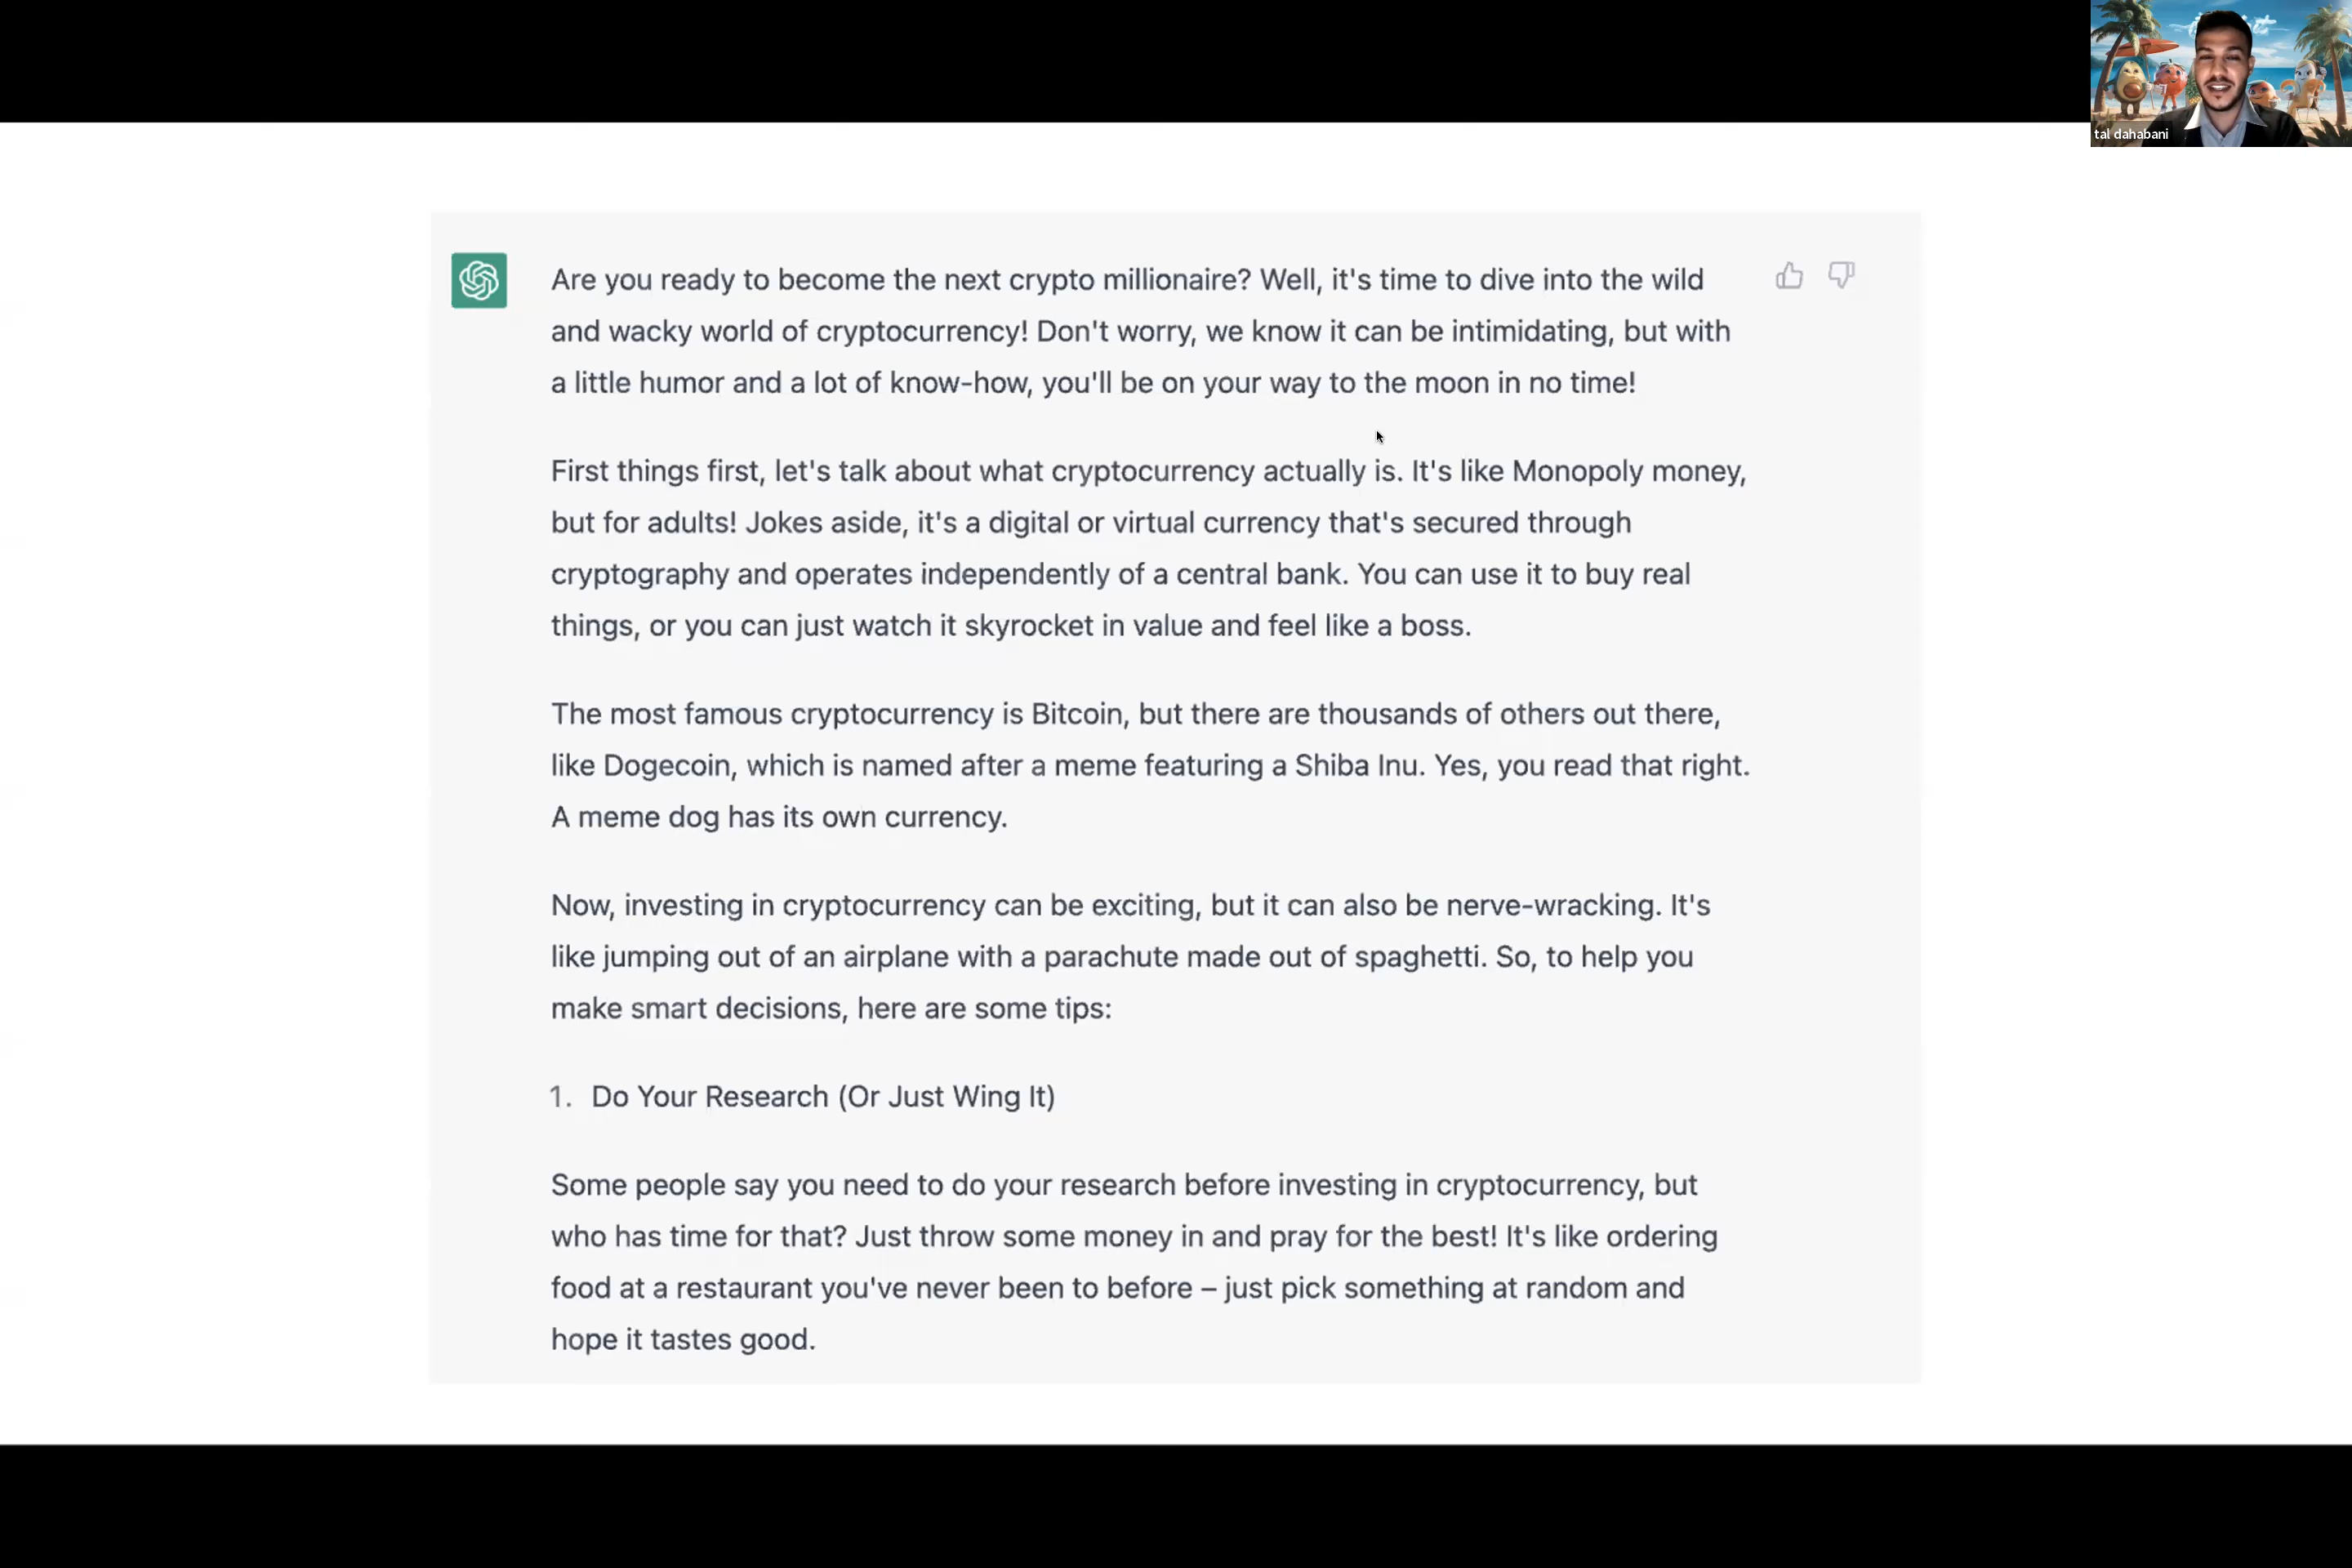 tal dahabani
Are you ready to become the next crypto millionaire? Well, it's time to dive into the wild
and wacky world of cryptocurrency! Don't worry, we know it can be intimidating, but with
a little humor and a lot of know-how, you'll be on your way to the moon in no time!
First things first, let's talk about what cryptocurrency actually is. It's like Monopoly money,
but for adults! Jokes aside, it's a digital or virtual currency that's secured through
cryptography and operates independently of a central bank. You can use it to buy real
things, or you can just watch it skyrocket in value and feel like a boss.
The most famous cryptocurrency is Bitcoin, but there are thousands of others out there,
like Dogecoin, which is named after a meme featuring a Shiba Inu. Yes, you read that right.
A meme dog has its own currency.
Now, investing in cryptocurrency can be exciting, but it can also be nerve-wracking. It's
like jumping out of an airplane with a parachute made out of spaghetti. So, to help you
make smart decisions, here are some tips:
1. Do Your Research (Or Just Wing It)
Some people say you need to do your research before investing in cryptocurrency, but
who has time for that? Just throw some money in and pray for the best! It's like ordering
food at a restaurant you've never been to before – just pick something at random and
hope it tastes good.